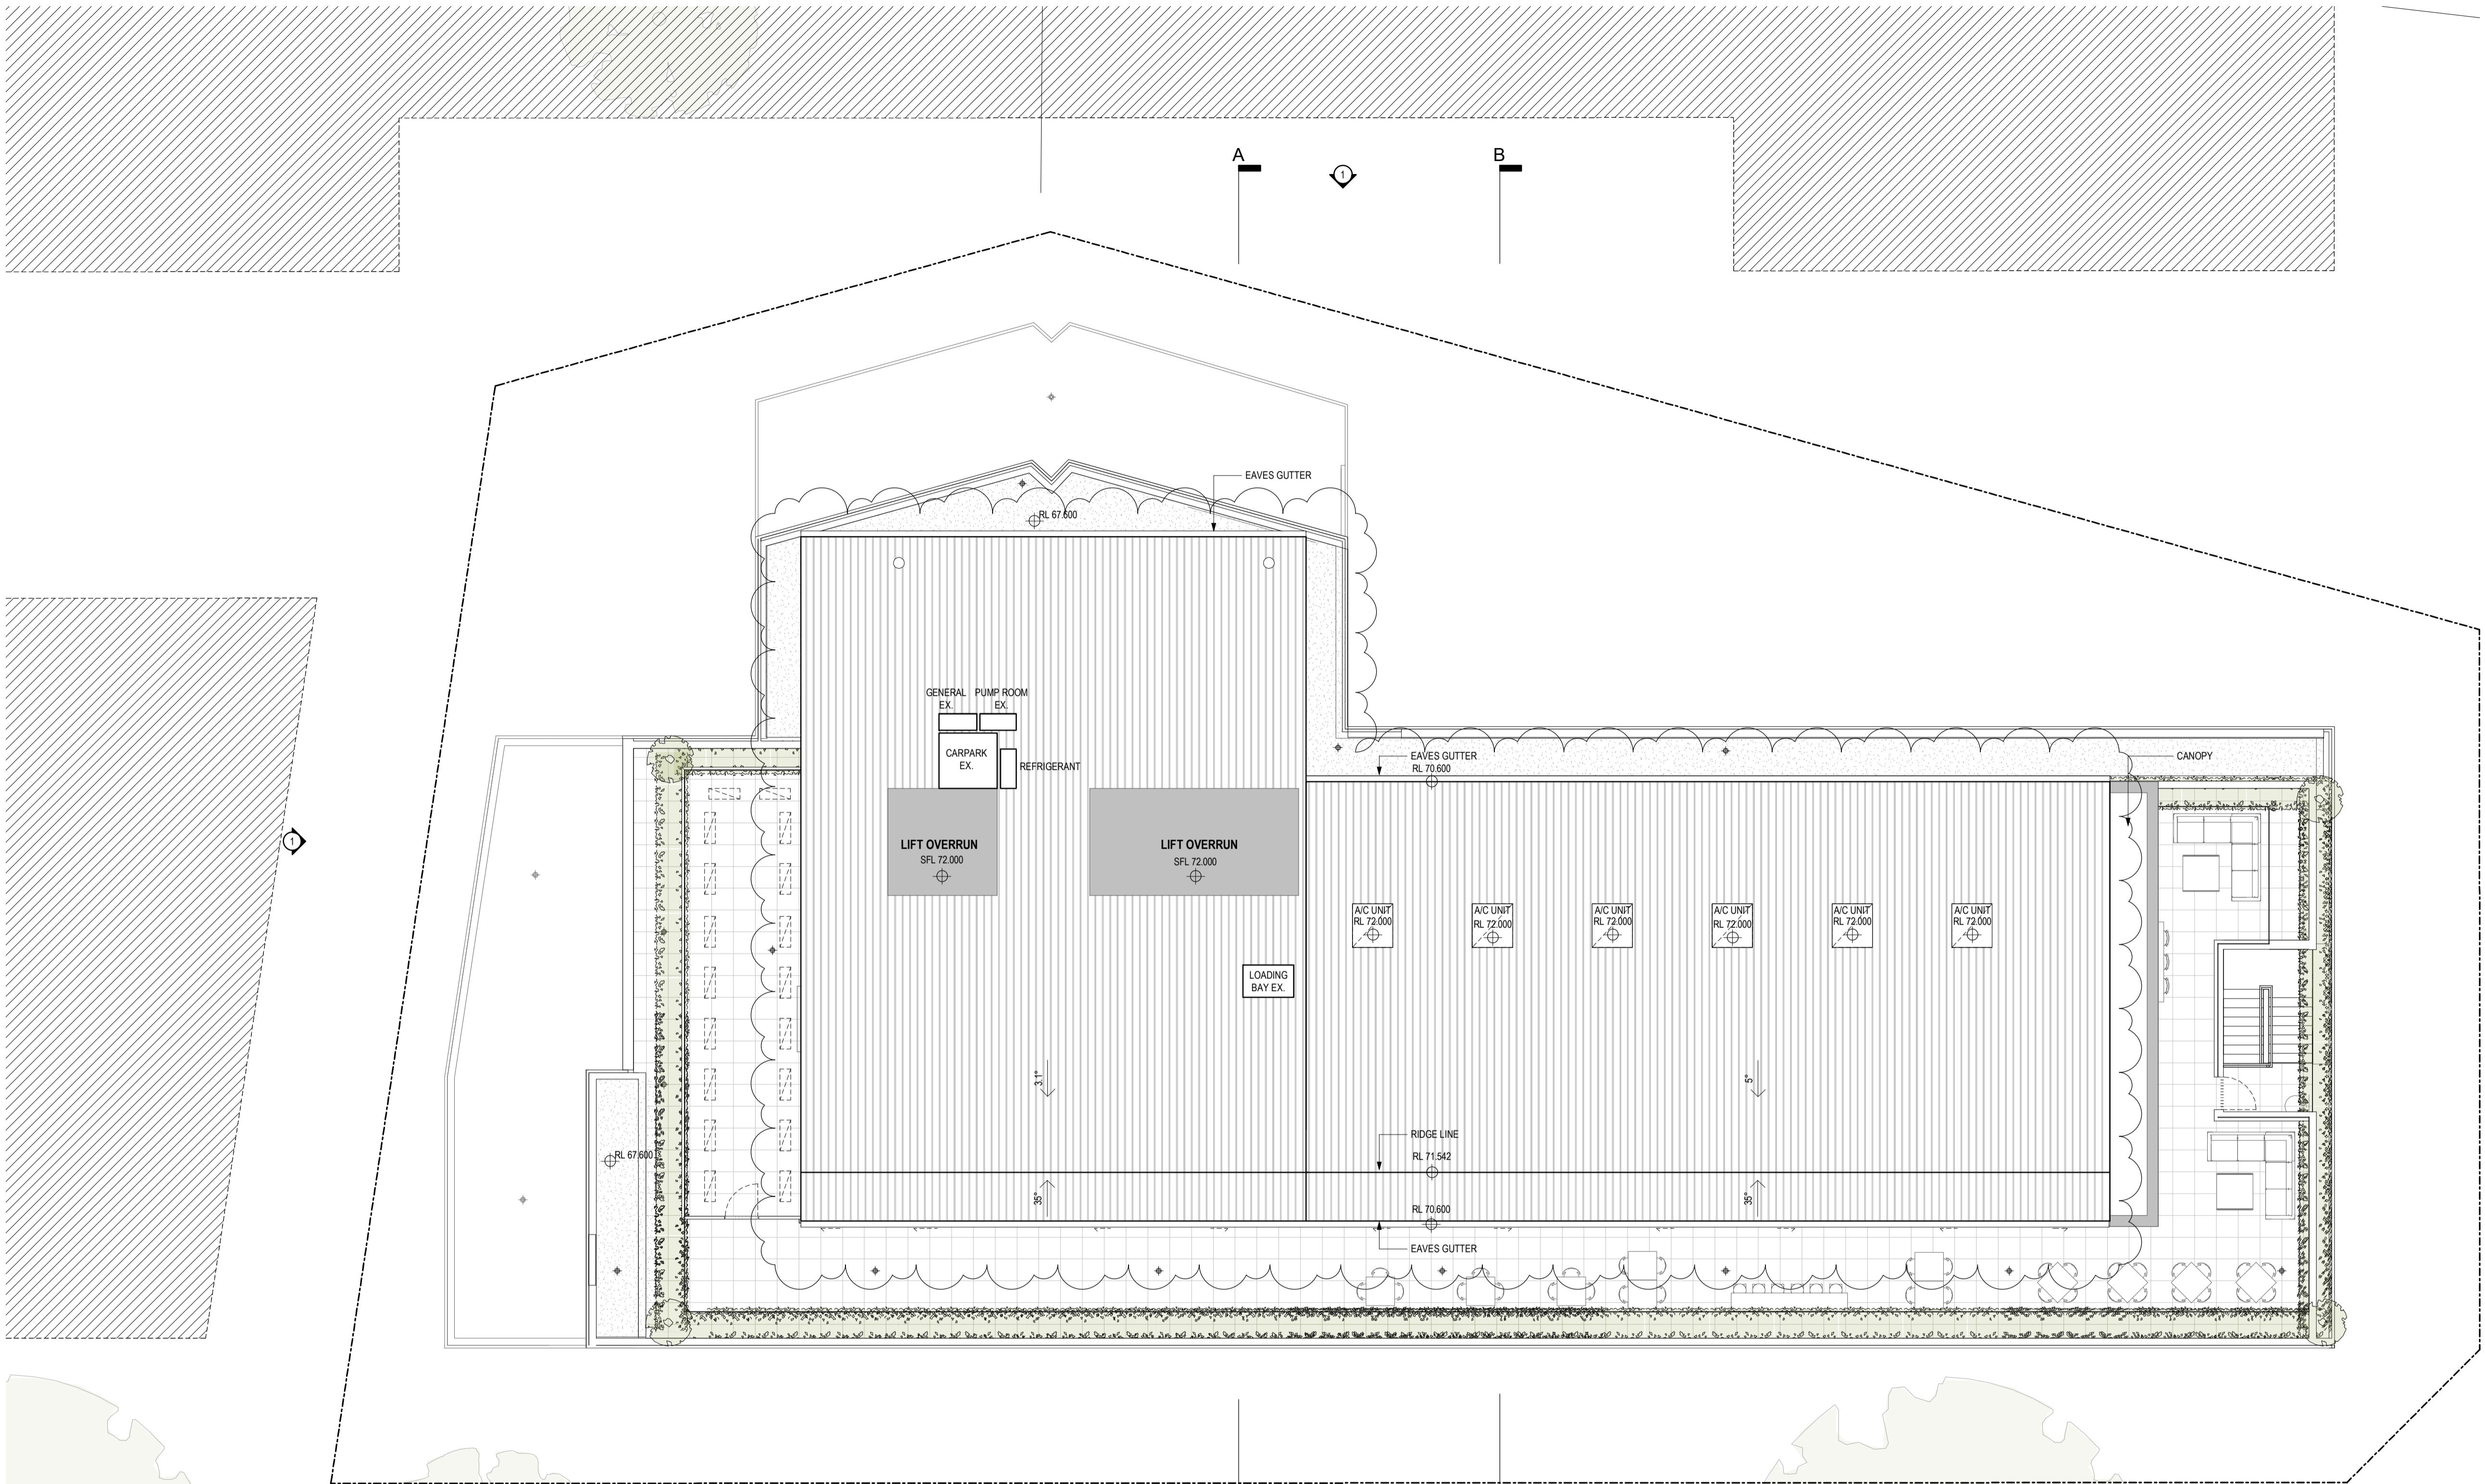 A
B
1
EAVES GUTTER
RL 67.600
GENERAL
EX.
PUMP ROOM
EX.
CARPARK
EX.
REFRIGERANT
EAVES GUTTER
RL 70.600
CANOPY
LIFT OVERRUN
SFL 72.000
LIFT OVERRUN
SFL 72.000
1
A/C UNIT
RL 72.000
A/C UNIT
RL 72.000
A/C UNIT
RL 72.000
A/C UNIT
RL 72.000
A/C UNIT
RL 72.000
A/C UNIT
RL 72.000
LOADING
BAY EX.
3.1°
5°
RIDGE LINE
RL 71.542
RL 67.600
35°
35°
RL 70.600
EAVES GUTTER